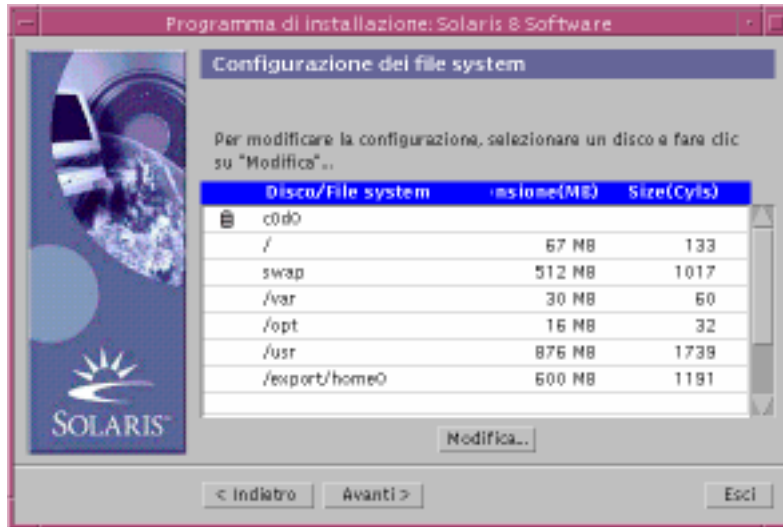 Programma di installazione: Solaris 8 Software
Configurazione dei file system
Per modificare la configurazione, selezionare un disco e fare clic
su "Modifica"...
Disco/File system nsione(MB) Size(Cyls)
c0d0
/ 67 MB 133
swap 512 MB 1017
/var 30 MB 60
/opt 16 MB 32
/usr 876 MB 1739
/export/home0 600 MB 1191
SOLARIS™
Modifica...
< Indietro Avanti > Esci